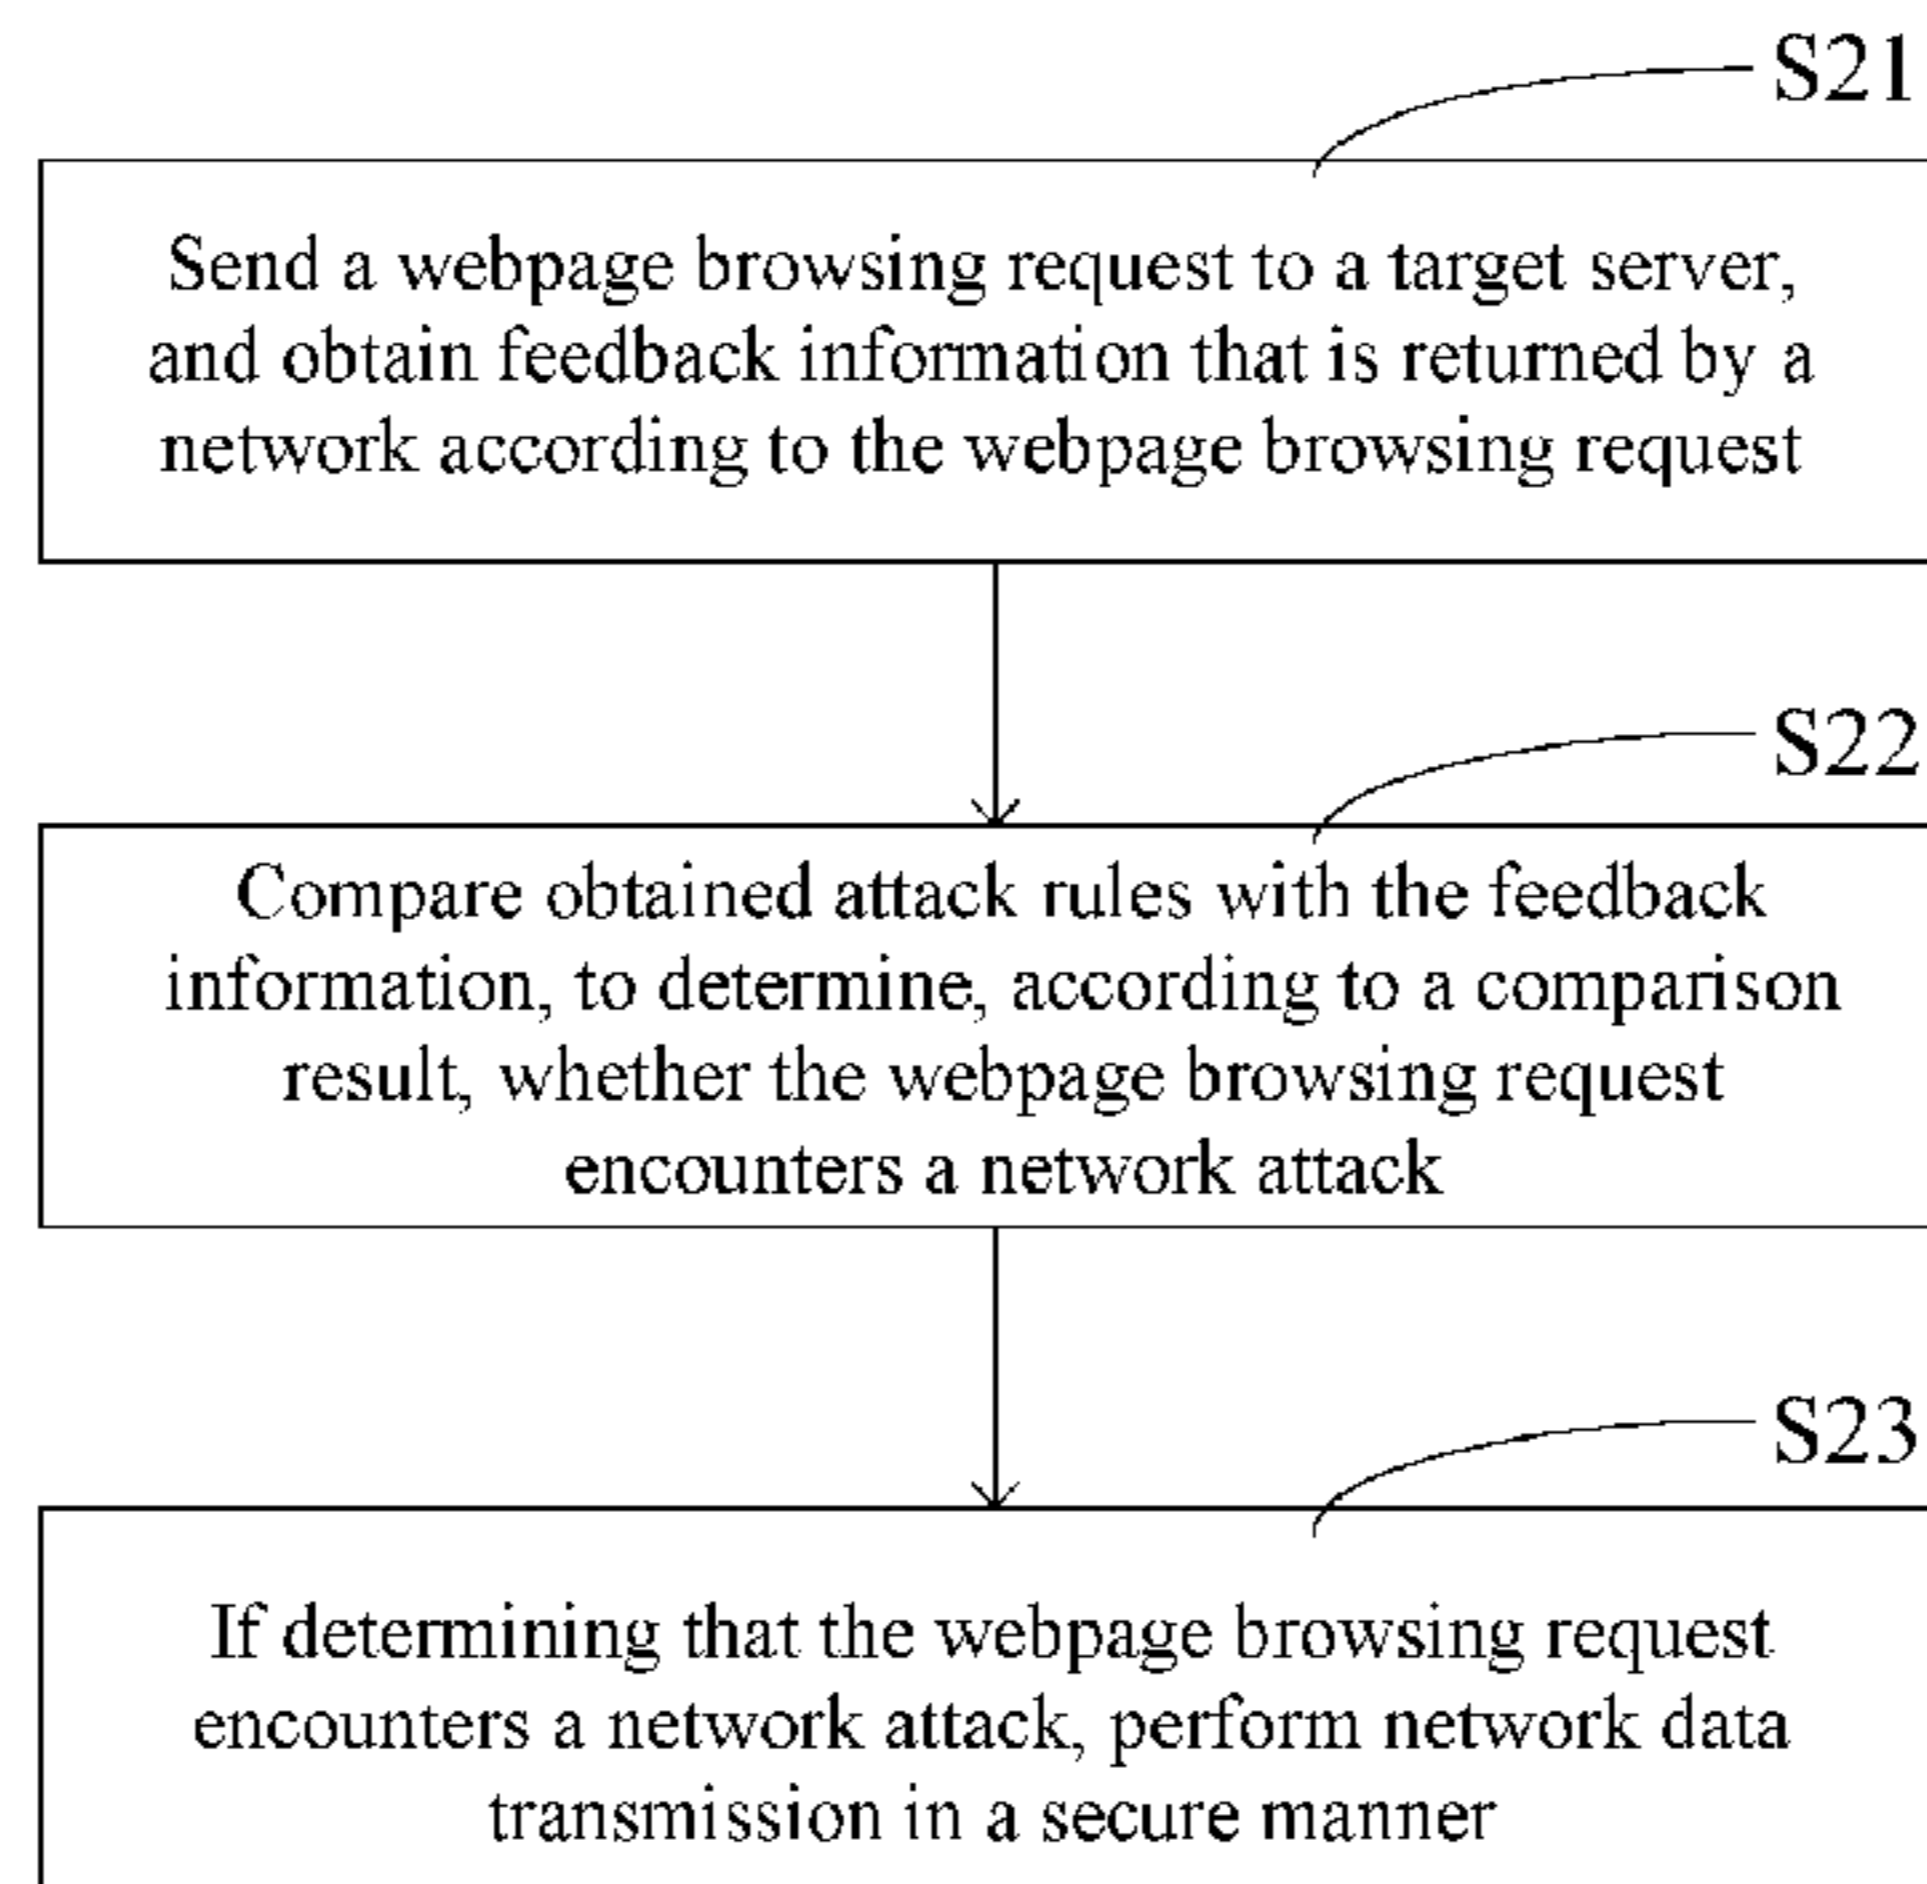 S21
Send a webpage browsing request to a target server,
and obtain feedback information that is returned by a
network according to the webpage browsing request
S22
Compare obtained attack rules with the feedback
information, to determine, according to a comparison
result, whether the webpage browsing request
encounters a network attack
S23
If determining that the webpage browsing request
encounters a network attack, perform network data
transmission in a secure manner